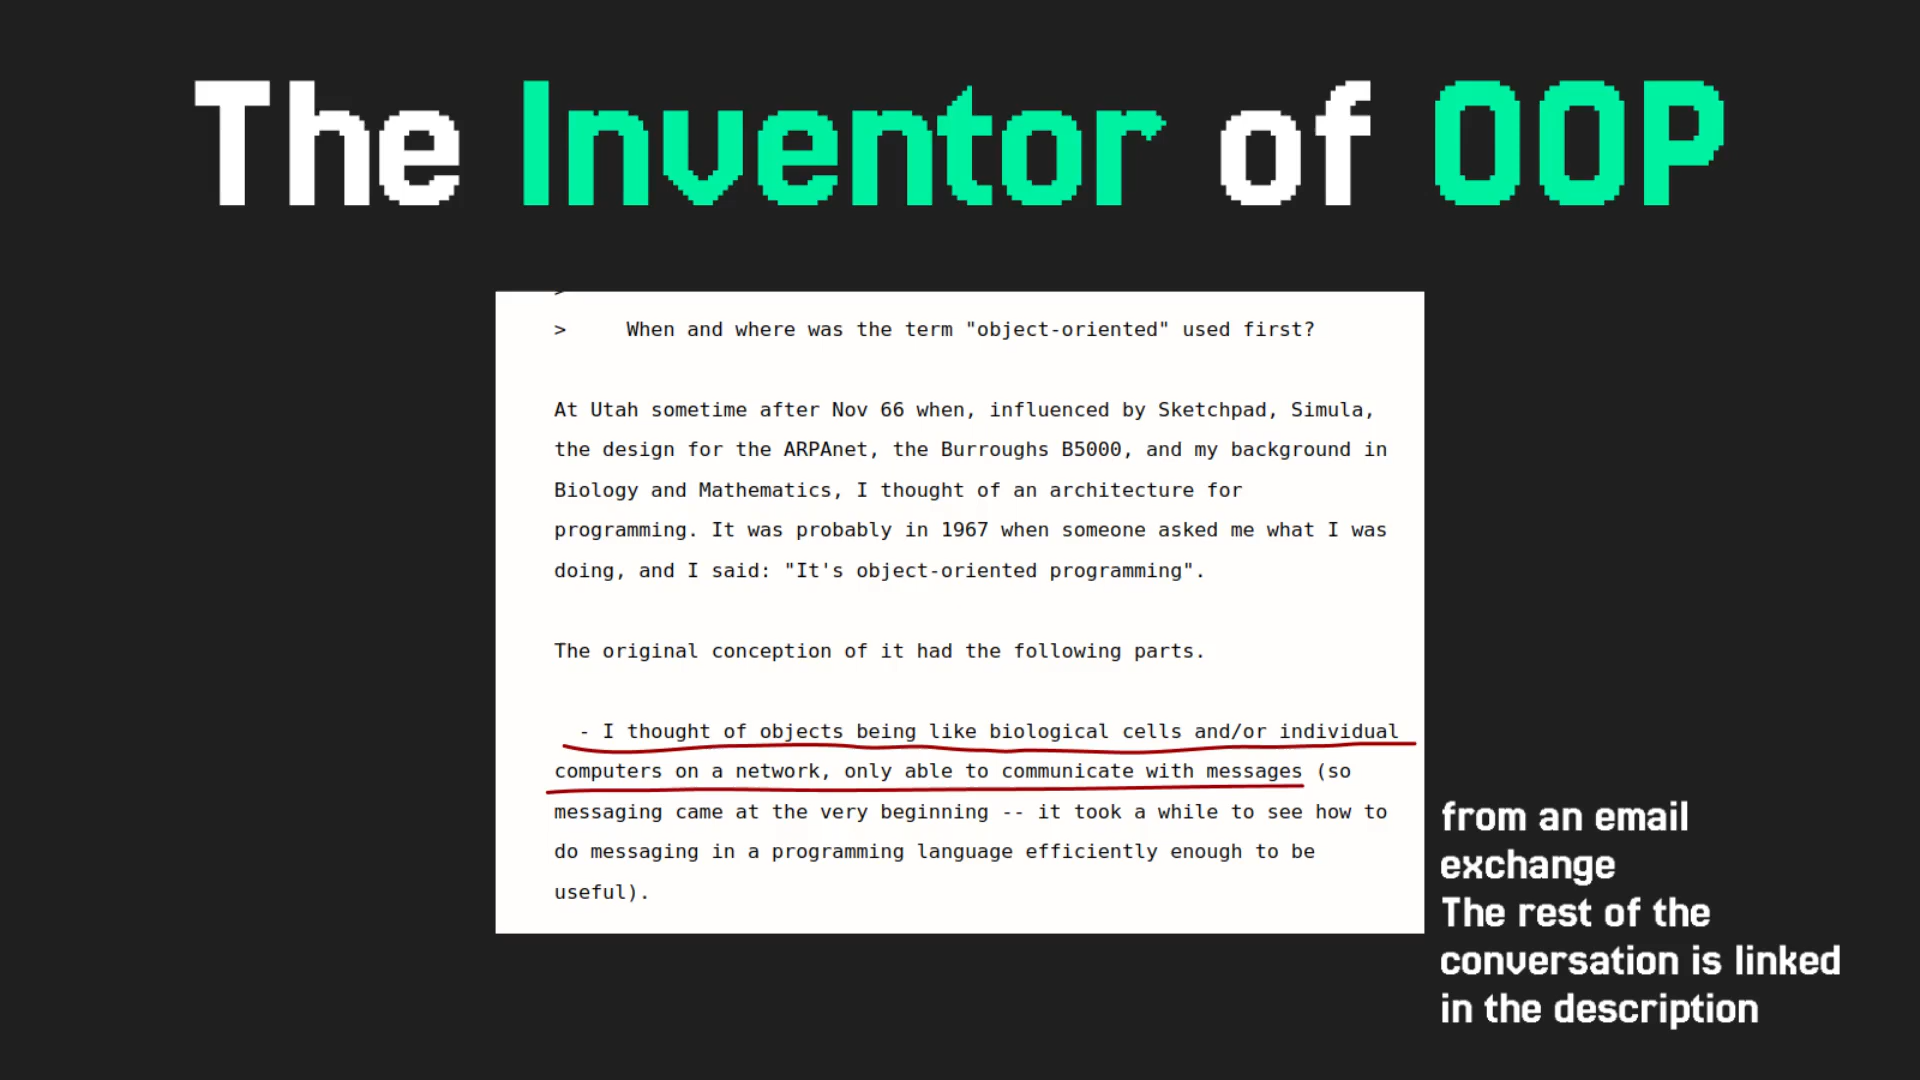 The Inventor of OOP
>     When and where was the term "object-oriented" used first?
At Utah sometime after Nov 66 when, influenced by Sketchpad, Simula,
the design for the ARPAnet, the Burroughs B5000, and my background in
Biology and Mathematics, I thought of an architecture for
programming. It was probably in 1967 when someone asked me what I was
doing, and I said: "It's object-oriented programming".
The original conception of it had the following parts.
- I thought of objects being like biological cells and/or individual
computers on a network, only able to communicate with messages (so
messaging came at the very beginning -- it took a while to see how to
do messaging in a programming language efficiently enough to be
useful).
from an email
exchange
The rest of the
conversation is linked
in the description